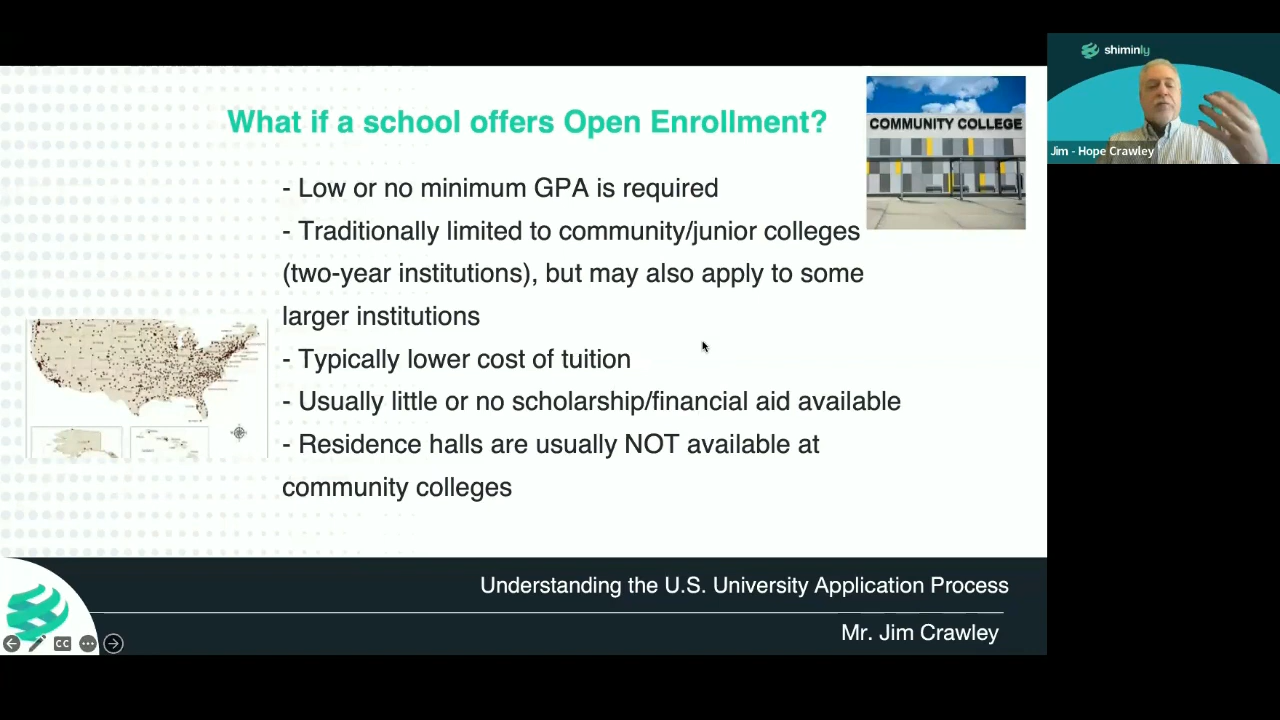 shiminly
What if a school offers Open Enrollment?
COMMUNITY COLLEGE
Jim - Hope Crawley
- Low or no minimum GPA is required
- Traditionally limited to community/junior colleges
(two-year institutions), but may also apply to some
larger institutions
- Typically lower cost of tuition
- Usually little or no scholarship/financial aid available
- Residence halls are usually NOT available at
community colleges
Understanding the U.S. University Application Process
Mr. Jim Crawley
CC